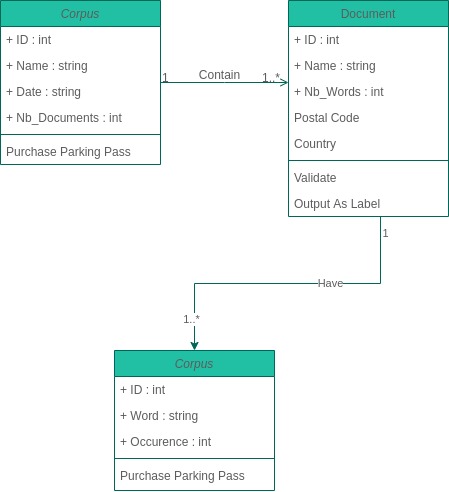 Corpus
+ ID : int
+ Name : string
+ Date : string
+ Nb_Documents : int
Purchase Parking Pass
1
Contain
1..*
Document
+ ID : int
+ Name : string
+ Nb_Words : int
Postal Code
Country
Validate
Output As Label
1
Have
1..*
Corpus
+ ID : int
+ Word : string
+ Occurence : int
Purchase Parking Pass